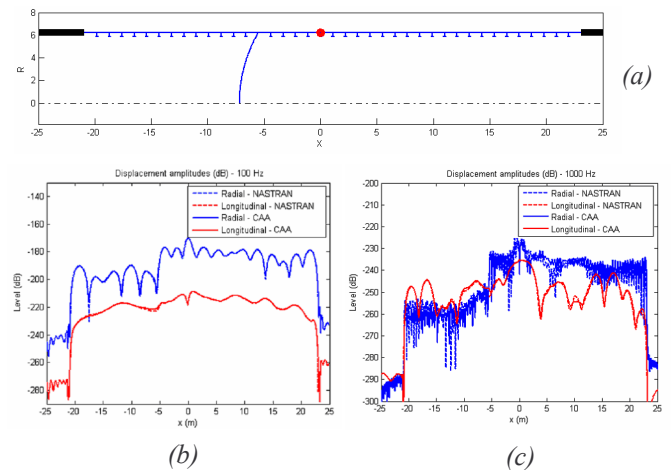 8
6
4
2
0
R
-25 -20 -15 -10 -5 0 5 10 15 20 25
X
(a)
Displacement amplitudes (dB) - 100 Hz
-130
-140
-160
-180
-200
-220
-240
-260
-280
Level (dB)
Radial - NASTRAN
Longitudinal - NASTRAN
Radial - CAA
Longitudinal - CAA
-25 -20 -15 -10 -5 0 5 10 15 20 25
x (m)
(b)
Displacement amplitudes (dB) - 1000 Hz
-200
-210
-220
-230
-240
-250
-260
-270
-280
-290
-300
Level (dB)
Radial - NASTRAN
Longitudinal - NASTRAN
Radial - CAA
Longitudinal - CAA
-25 -20 -15 -10 -5 0 5 10 15 20 25
x (m)
(c)